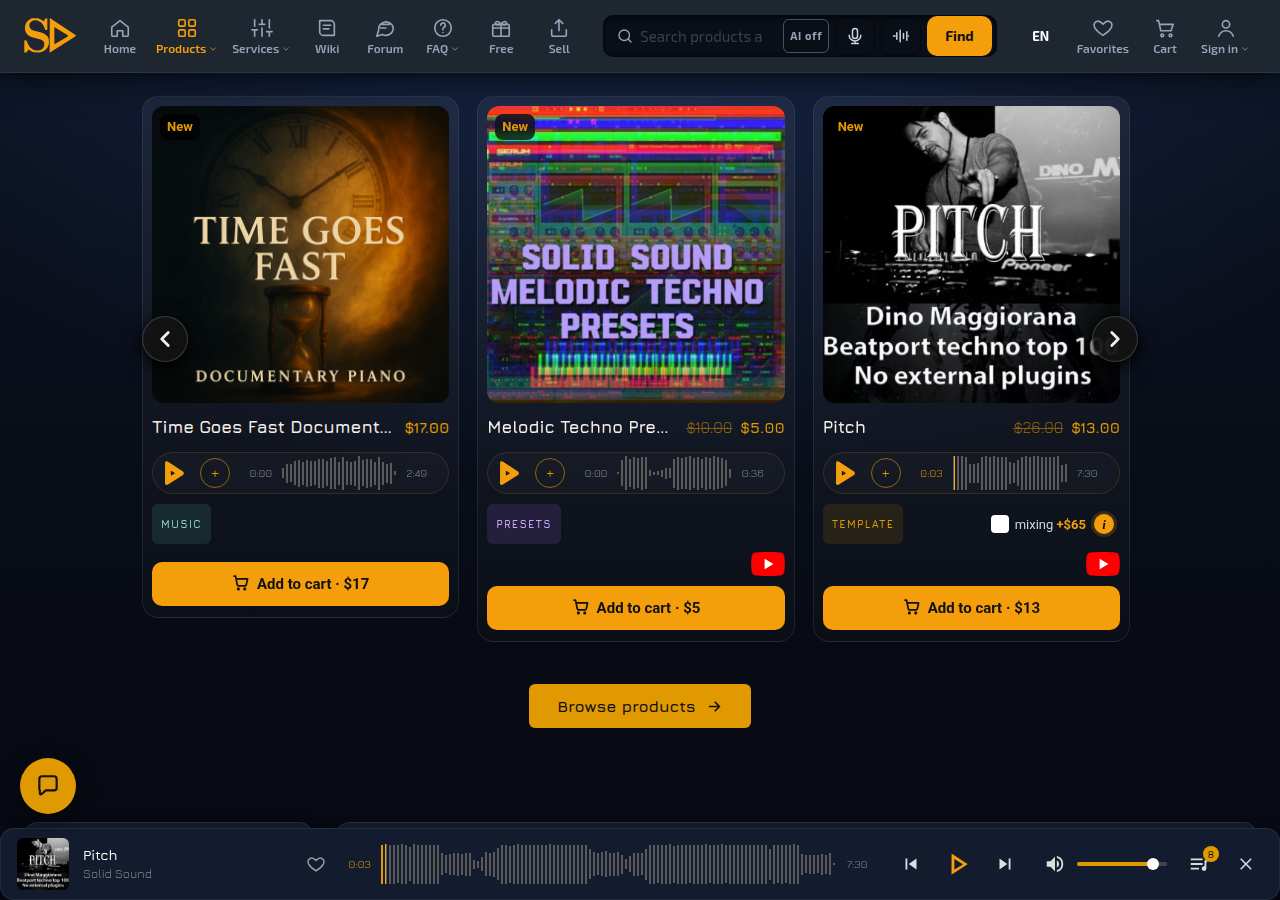 SD
Home
Products
Services
Wiki
Forum
FAQ
Free
Sell
Search products a
AI off
Find
EN
Favorites
Cart
Sign in
New
TIME GOES
FAST
DOCUMENTARY PIANO
Time Goes Fast Document...
$17.00
0:00
2:49
MUSIC
Add to cart · $17
New
SERUM
SOLID SOUND
MELODIC TECHNO
PRESETS
Melodic Techno Pre...
$10.00 $5.00
0:00
0:36
PRESETS
Add to cart · $5
New
DINO M
PITCH
Pioneer
Dino Maggiorana
Beatport techno top 100
No external plugins
Pitch
$26.00 $13.00
0:03
7:30
TEMPLATE
mixing +$65
i
Add to cart · $13
Browse products
Pitch
Solid Sound
0:03
7:30
8